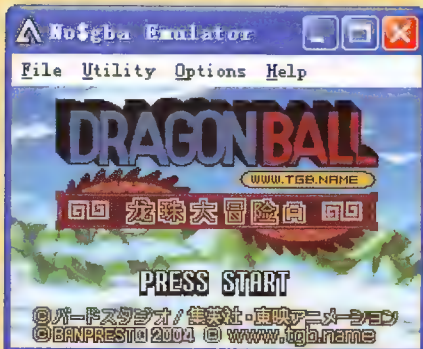 No$gba Emulator
File Utility Options Help
DRAGON BALL
WWW.TGB.NAME
龙珠大冒险
PRESS START
©バードスタジオ/集英社・東映アニメーション
©BANPRESTO 2004 © www.tgb.name